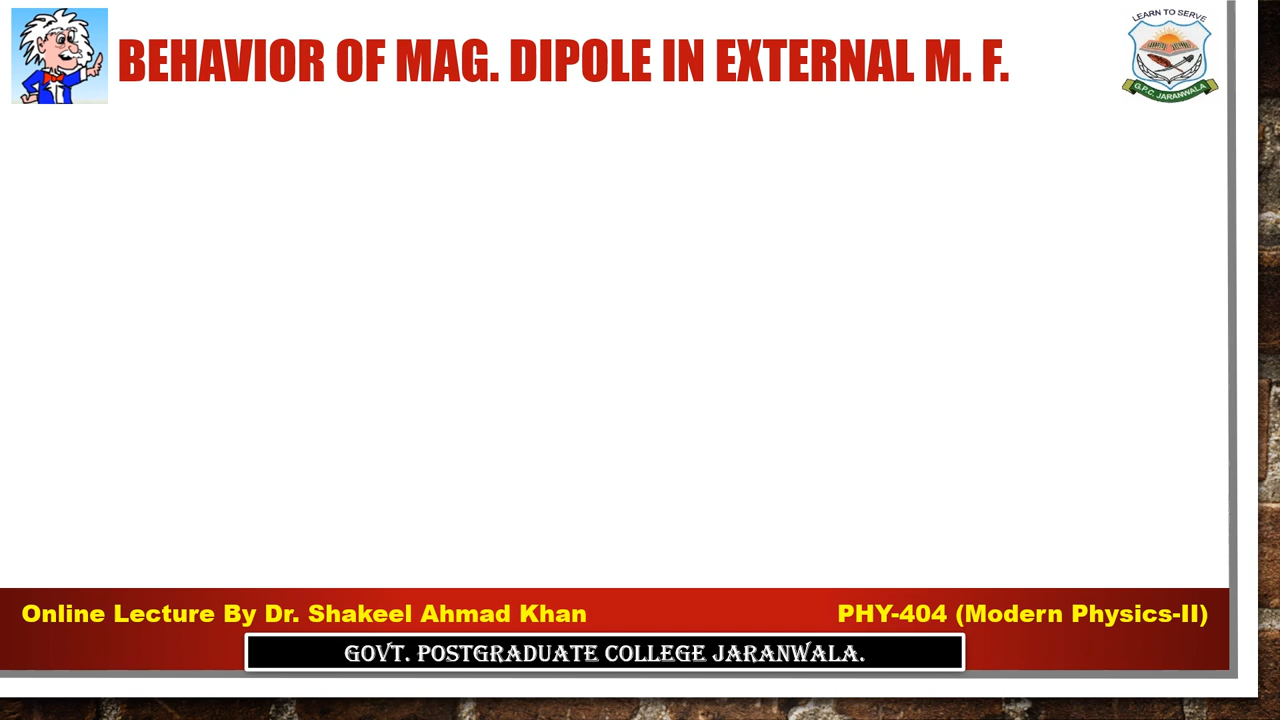 BEHAVIOR OF MAG. DIPOLE IN EXTERNAL M. F.
LEARN TO SERVE
G.P.C. JARANWALA
Online Lecture By Dr. Shakeel Ahmad Khan
PHY-404 (Modern Physics-II)
GOVT. POSTGRADUATE COLLEGE JARANWALA.